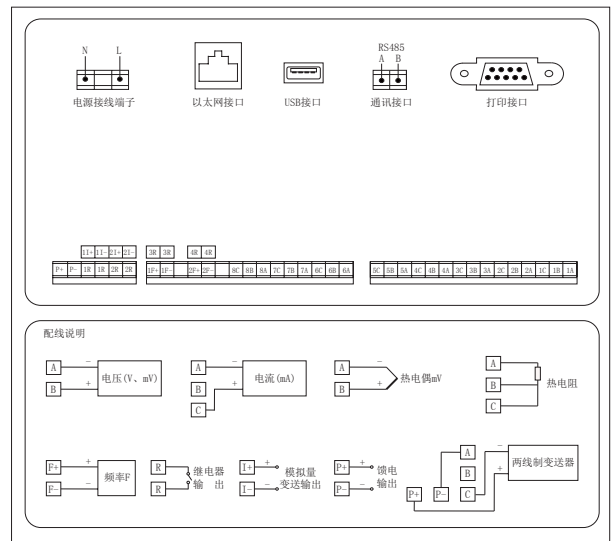 N L
RS485
A B
电源接线端子 以太网接口 USB接口 通讯接口 打印接口
1I+ 1I- 2I+ 2I- 3R 3R 4R 4R
P+ P- 1R 1R 2R 2R 1F+ 1F- 2F+ 2F- 8C 8B 8A 7C 7B 7A 6C 6B 6A 5C 5B 5A 4C 4B 4A 3C 3B 3A 2C 2B 2A 1C 1B 1A
配线说明
A - B + 电压(V、mV)
A - B + C 电流(mA)
A - B + 热电偶mV
A B C 热电阻
F+ + F- - 频率F
R R 继电器
输出
I+ + I- - 模拟量
变送输出
P+ + P- - 馈电
输出
A B C P+ P- - + 两线制变送器